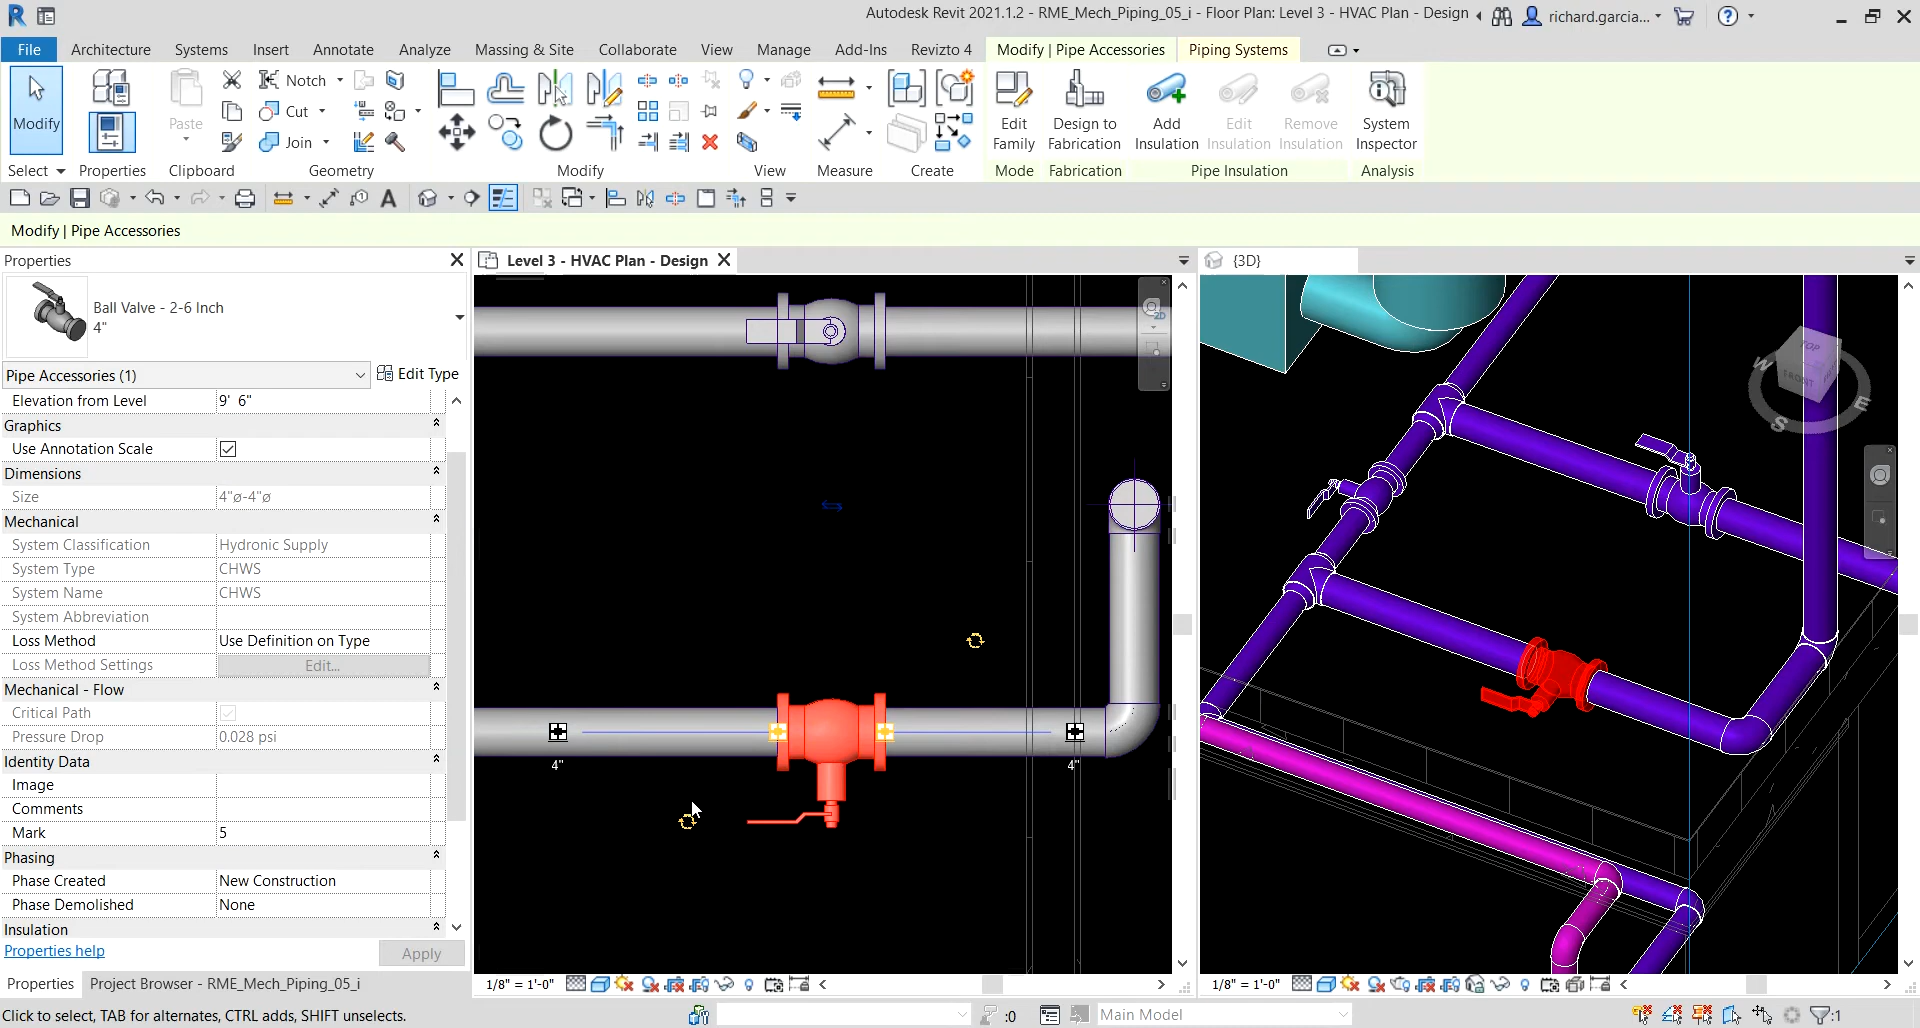 Autodesk Revit 2021.1.2 - RME_Mech_Piping_05_i - Floor Plan: Level 3 - HVAC Plan - Design
richard.garcia...
File Architecture Systems Insert Annotate Analyze Massing & Site Collaborate View Manage Add-Ins Revizto 4 Modify | Pipe Accessories Piping Systems
Modify
Paste
Notch
Cut
Join
Edit Family
Design to Fabrication
Add Insulation
Edit Insulation
Remove Insulation
System Inspector
Select Properties Clipboard Geometry Modify View Measure Create Mode Fabrication Pipe Insulation Analysis
Modify | Pipe Accessories
Properties
Ball Valve - 2-6 Inch
4"
Pipe Accessories (1)
Edit Type
Elevation from Level 9' 6"
Graphics
Use Annotation Scale
Dimensions
Size 4"ø-4"ø
Mechanical
System Classification Hydronic Supply
System Type CHWS
System Name CHWS
System Abbreviation
Loss Method Use Definition on Type
Loss Method Settings Edit...
Mechanical - Flow
Critical Path
Pressure Drop 0.028 psi
Identity Data
Image
Comments
Mark 5
Phasing
Phase Created New Construction
Phase Demolished None
Insulation
Properties help
Apply
Properties Project Browser - RME_Mech_Piping_05_i
Level 3 - HVAC Plan - Design
2D
4"
4"
1/8" = 1'-0"
{3D}
TOP
FRONT
W
S
E
1/8" = 1'-0"
Click to select, TAB for alternates, CTRL adds, SHIFT unselects.
:0
Main Model
:1